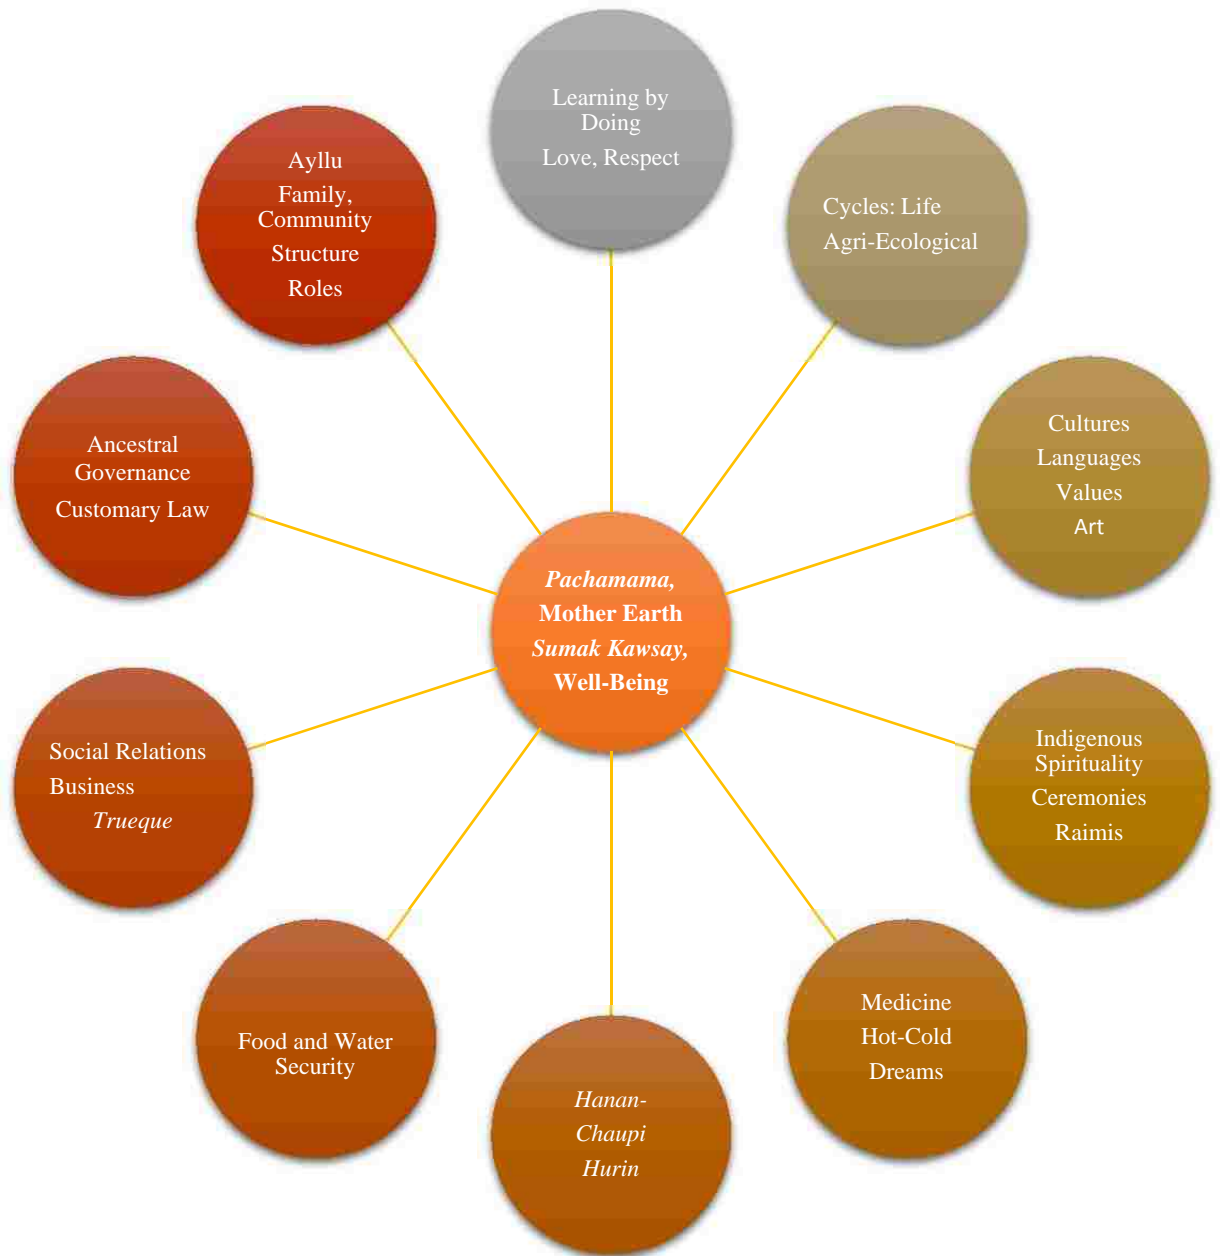 Learning by
Doing
Love, Respect
Cycles: Life
Agri-Ecological
Cultures
Languages
Values
Art
Indigenous
Spirituality
Ceremonies
Raimis
Medicine
Hot-Cold
Dreams
Hanan-
Chaupi
Hurin
Food and Water
Security
Social Relations
Business
Trueque
Ancestral
Governance
Customary Law
Ayllu
Family,
Community
Structure
Roles
Pachamama,
Mother Earth
Sumak Kawsay,
Well-Being